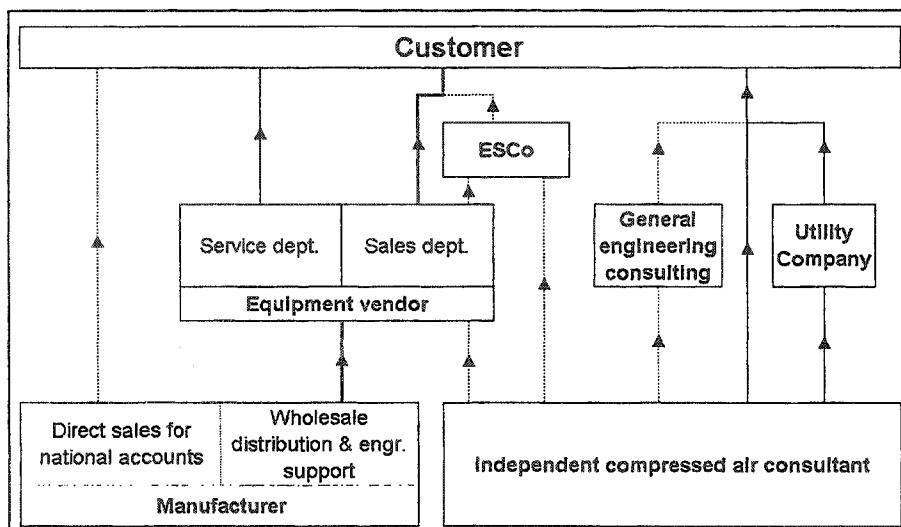 Customer
ESCo
Service dept.
Sales dept.
Equipment vendor
General
engineering
consulting
Utility
Company
Direct sales for
national accounts
Wholesale
distribution & engr.
support
Manufacturer
Independent compressed air consultant